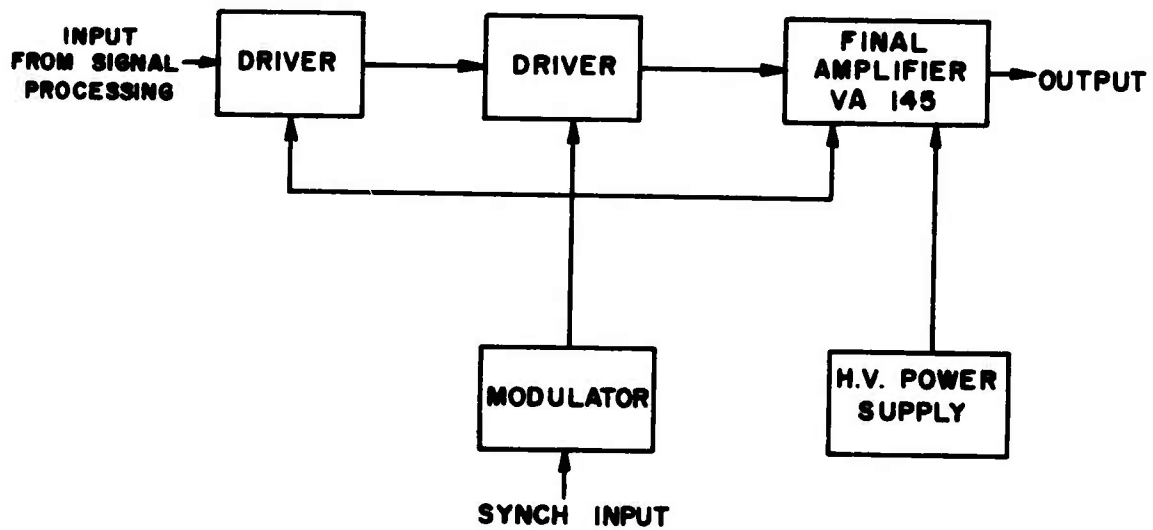 INPUT
FROM SIGNAL
PROCESSING
DRIVER
DRIVER
FINAL
AMPLIFIER
VA 145
OUTPUT
MODULATOR
H.V. POWER
SUPPLY
SYNCH INPUT